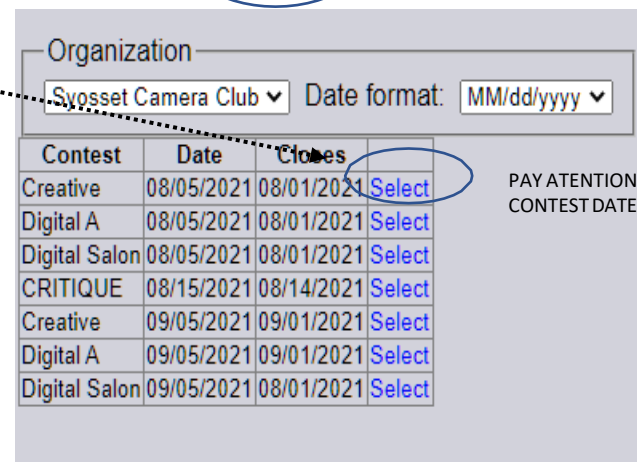 Organization
Syosset Camera Club Date format: MM/dd/yyyy
Contest Date Closes
Creative 08/05/2021 08/01/2021 Select
Digital A 08/05/2021 08/01/2021 Select
Digital Salon 08/05/2021 08/01/2021 Select
CRITIQUE 08/15/2021 08/14/2021 Select
Creative 09/05/2021 09/01/2021 Select
Digital A 09/05/2021 09/01/2021 Select
Digital Salon 09/05/2021 08/01/2021 Select
PAY ATENTION
CONTEST DATE